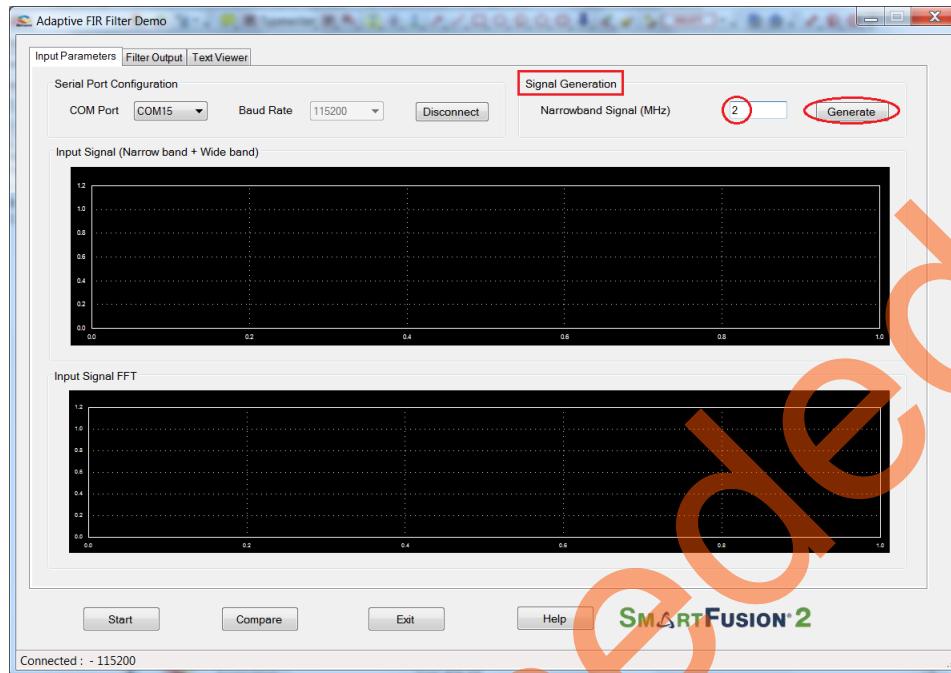 Adaptive FIR Filter Demo
Input Parameters Filter Output Text Viewer
Serial Port Configuration
Signal Generation
COM Port COM15 Baud Rate 115200 Disconnect
Narrowband Signal (MHz) 2 Generate
Input Signal (Narrow band + Wide band)
1.2
1.0
0.8
0.6
0.4
0.2
0.0
0.0 0.2 0.4 0.6 0.8 1.0
Input Signal FFT
1.2
1.0
0.8
0.6
0.4
0.2
0.0
0.0 0.2 0.4 0.6 0.8 1.0
Start Compare Exit Help SMARTFUSION 2
Connected : - 115200